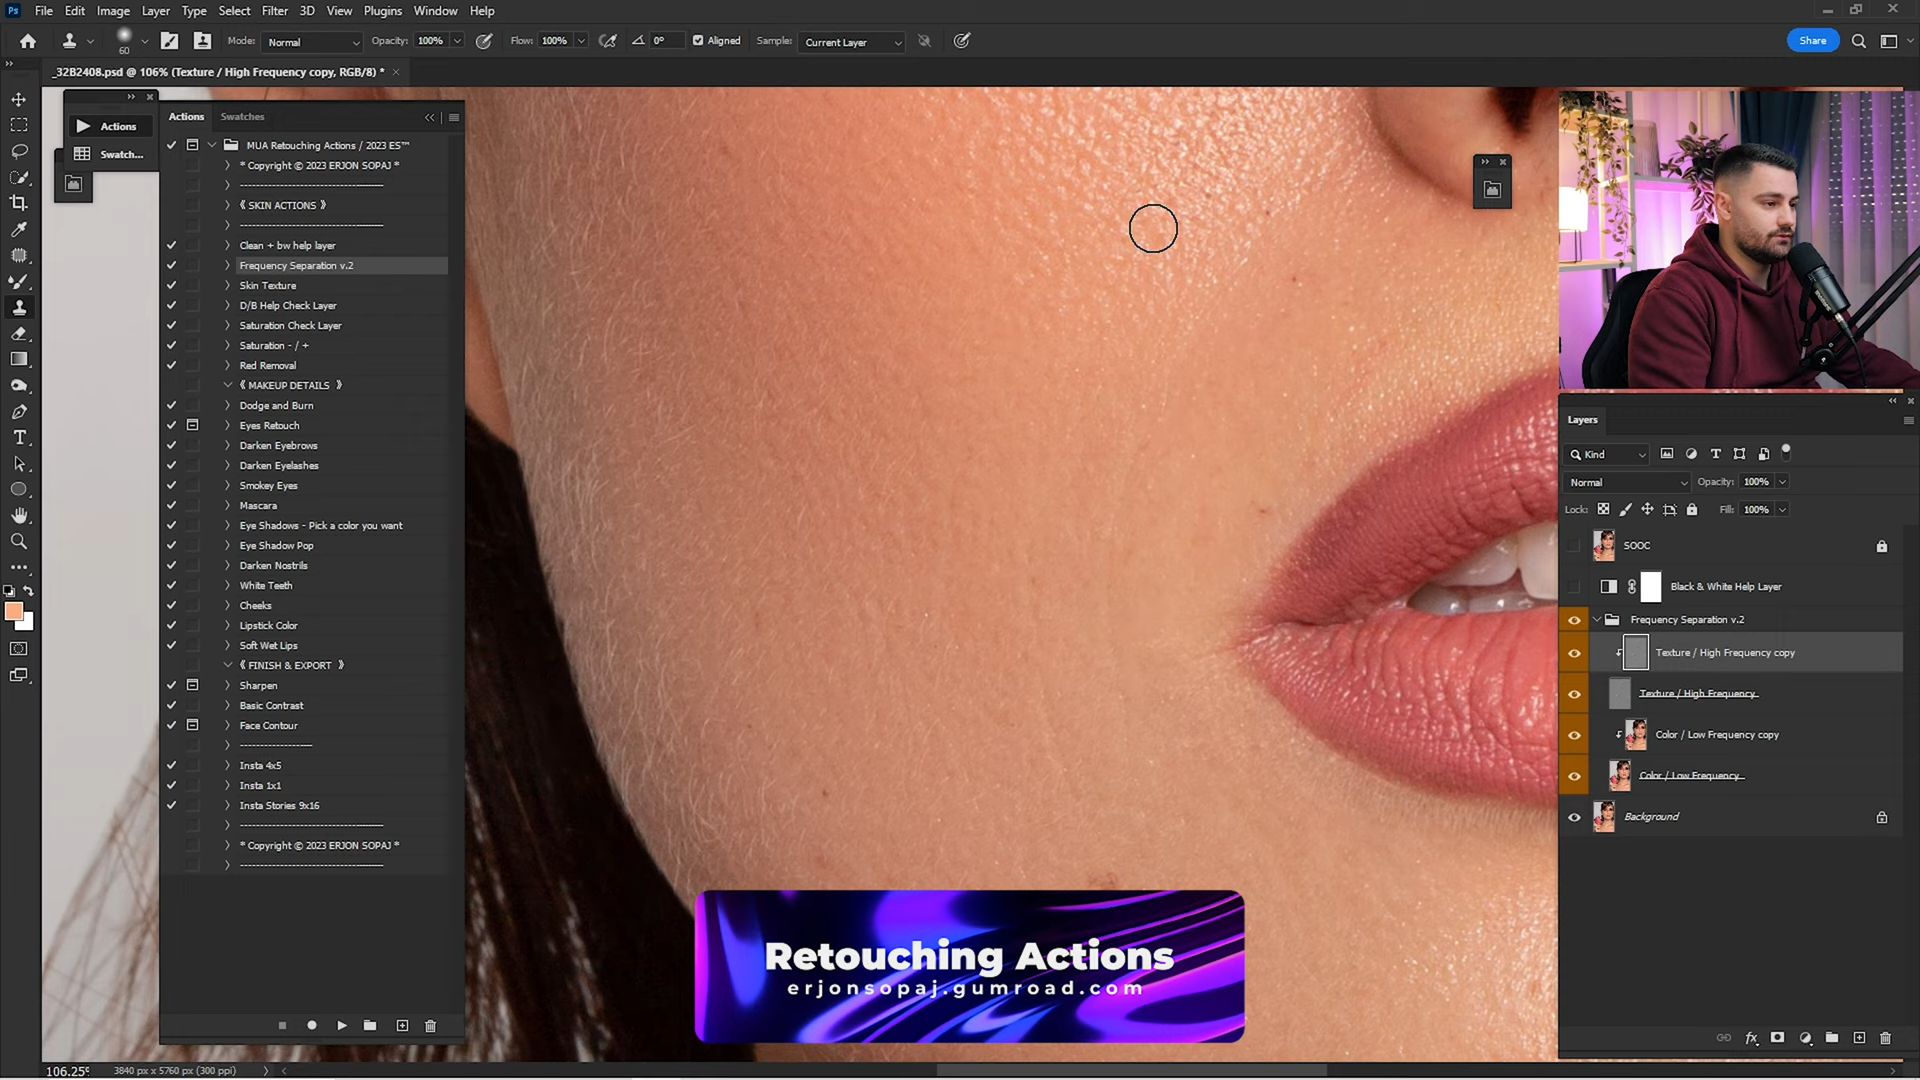 Ps File Edit Image Layer Type Select Filter 3D View Plugins Window Help
60 Mode: Normal Opacity: 100% Flow: 100% 0° Aligned Sample: Current Layer Share
_32B2408.psd @ 106% (Texture / High Frequency copy, RGB/8) *
Actions
Swatch...
Actions Swatches
MUA Retouching Actions / 2023 ES™
* Copyright © 2023 ERJON SOPAJ *
------------------------------------
《 SKIN ACTIONS 》
------------------------------------
Clean + bw help layer
Frequency Separation v.2
Skin Texture
D/B Help Check Layer
Saturation Check Layer
Saturation - / +
Red Removal
《 MAKEUP DETAILS 》
Dodge and Burn
Eyes Retouch
Darken Eyebrows
Darken Eyelashes
Smokey Eyes
Mascara
Eye Shadows - Pick a color you want
Eye Shadow Pop
Darken Nostrils
White Teeth
Cheeks
Lipstick Color
Soft Wet Lips
《 FINISH & EXPORT 》
Sharpen
Basic Contrast
Face Contour
------------------
Insta 4x5
Insta 1x1
Insta Stories 9x16
------------------------------------
* Copyright © 2023 ERJON SOPAJ *
------------------------------------
Layers
Kind
Normal Opacity: 100%
Lock: Fill: 100%
SOOC
Black & White Help Layer
Frequency Separation v.2
Texture / High Frequency copy
Texture / High Frequency
Color / Low Frequency copy
Color / Low Frequency
Background
fx
Retouching Actions
erjonsopaj.gumroad.com
106.25% 3840 px x 5760 px (300 ppi)